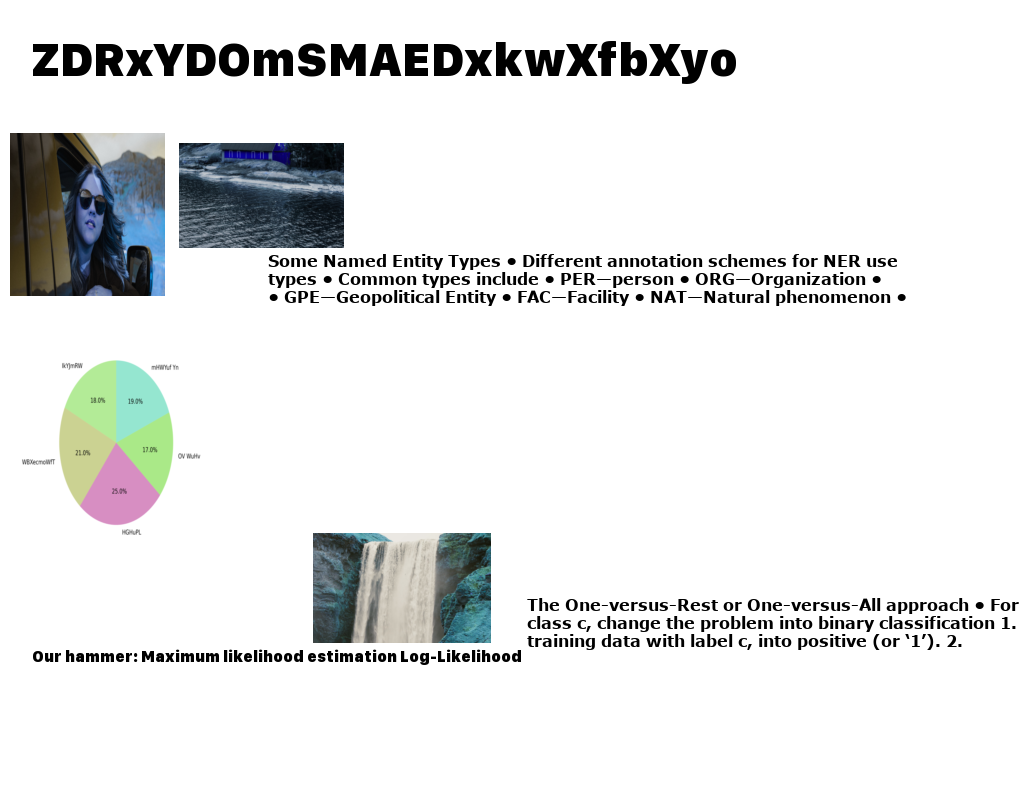 ZDRxYDOmSMAEDxkwXfbXyo
Some Named Entity Types • Different annotation schemes for NER use
types • Common types include • PER—person • ORG—Organization •
• GPE—Geopolitical Entity • FAC—Facility • NAT—Natural phenomenon •
mHWYuf Yn
19.0%
18.0%
WBXecmoWfT
21.0%
17.0%
OV WuHv
25.0%
HGHuPL
The One-versus-Rest or One-versus-All approach • For
class c, change the problem into binary classification 1.
training data with label c, into positive (or ‘1’). 2.
Our hammer: Maximum likelihood estimation Log-Likelihood